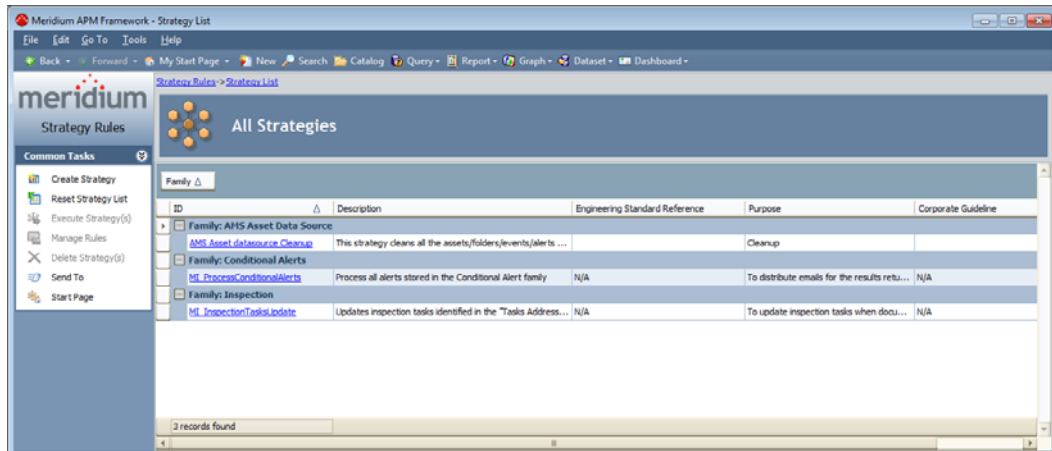 Meridium APM Framework - Strategy List
File Edit Go To Tools Help
Back Forward My Start Page New Search Catalog Query Report Graph Dataset Dashboard
Strategy Rules->Strategy List
meridium
Strategy Rules
All Strategies
Common Tasks
Create Strategy
Reset Strategy List
Execute Strategy(s)
Manage Rules
Delete Strategy(s)
Send To
Start Page
Family
ID Description Engineering Standard Reference Purpose Corporate Guideline
Family: AMS Asset Data Source
AMS Asset datasource Cleanup This strategy cleans all the assets/folders/events/alerts ... Cleanup
Family: Conditional Alerts
MI_ProcessConditionalAlerts Process all alerts stored in the Conditional Alert family N/A To distribute emails for the results retu... N/A
Family: Inspection
MI_InspectionTasksUpdate Updates inspection tasks identified in the "Tasks Address... N/A To update inspection tasks when docu... N/A
3 records found